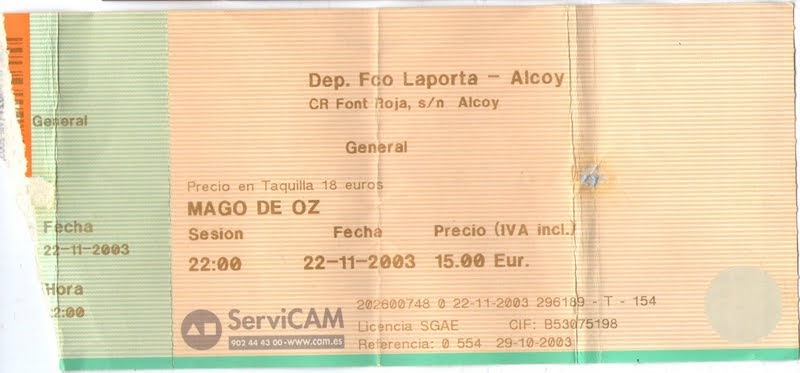 General
Fecha
22-11-2003
Hora
:00
Dep. Fco Laporta - Alcoy
CR Font Roja, s/n Alcoy
General
Precio en Taquilla 18 euros
MAGO DE OZ
Sesion Fecha Precio (IVA incl.)
22:00 22-11-2003 15.00 Eur.
202600748 0 22-11-2003 296189 - T - 154
ServiCAM
902 44 43 00-www.cam.es
Licencia SGAE CIF: B53075198
Referencia: 0 554 29-10-2003